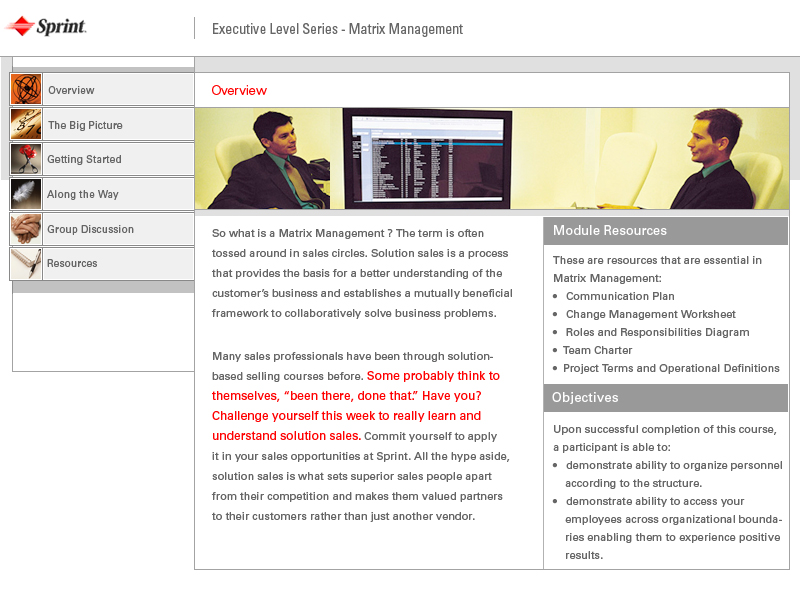 Sprint.
Executive Level Series - Matrix Management
Overview
The Big Picture
Getting Started
Along the Way
Group Discussion
Resources
Overview
So what is a Matrix Management ? The term is often
tossed around in sales circles. Solution sales is a process
that provides the basis for a better understanding of the
customer's business and establishes a mutually beneficial
framework to collaboratively solve business problems.
Many sales professionals have been through solution-
based selling courses before. Some probably think to
themselves, “been there, done that.” Have you?
Challenge yourself this week to really learn and
understand solution sales. Commit yourself to apply
it in your sales opportunities at Sprint. All the hype aside,
solution sales is what sets superior sales people apart
from their competition and makes them valued partners
to their customers rather than just another vendor.
Module Resources
These are resources that are essential in
Matrix Management:
• Communication Plan
• Change Management Worksheet
• Roles and Responsibilities Diagram
• Team Charter
• Project Terms and Operational Definitions
Objectives
Upon successful completion of this course,
a participant is able to:
• demonstrate ability to organize personnel
according to the structure.
• demonstrate ability to access your
employees across organizational bounda-
ries enabling them to experience positive
results.